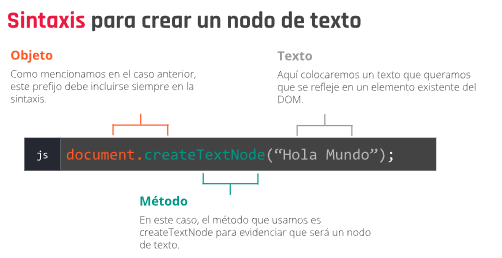 Sintaxis para crear un nodo de texto
Objeto
Como mencionamos en el caso anterior,
este prefijo debe incluirse siempre en la
sintaxis.
Texto
Aquí colocaremos un texto que queramos
que se refleje en un elemento existente del
DOM.
js
document.createTextNode(“Hola Mundo”);
Método
En este caso, el método que usamos es
createTextNode para evidenciar que será un nodo
de texto.